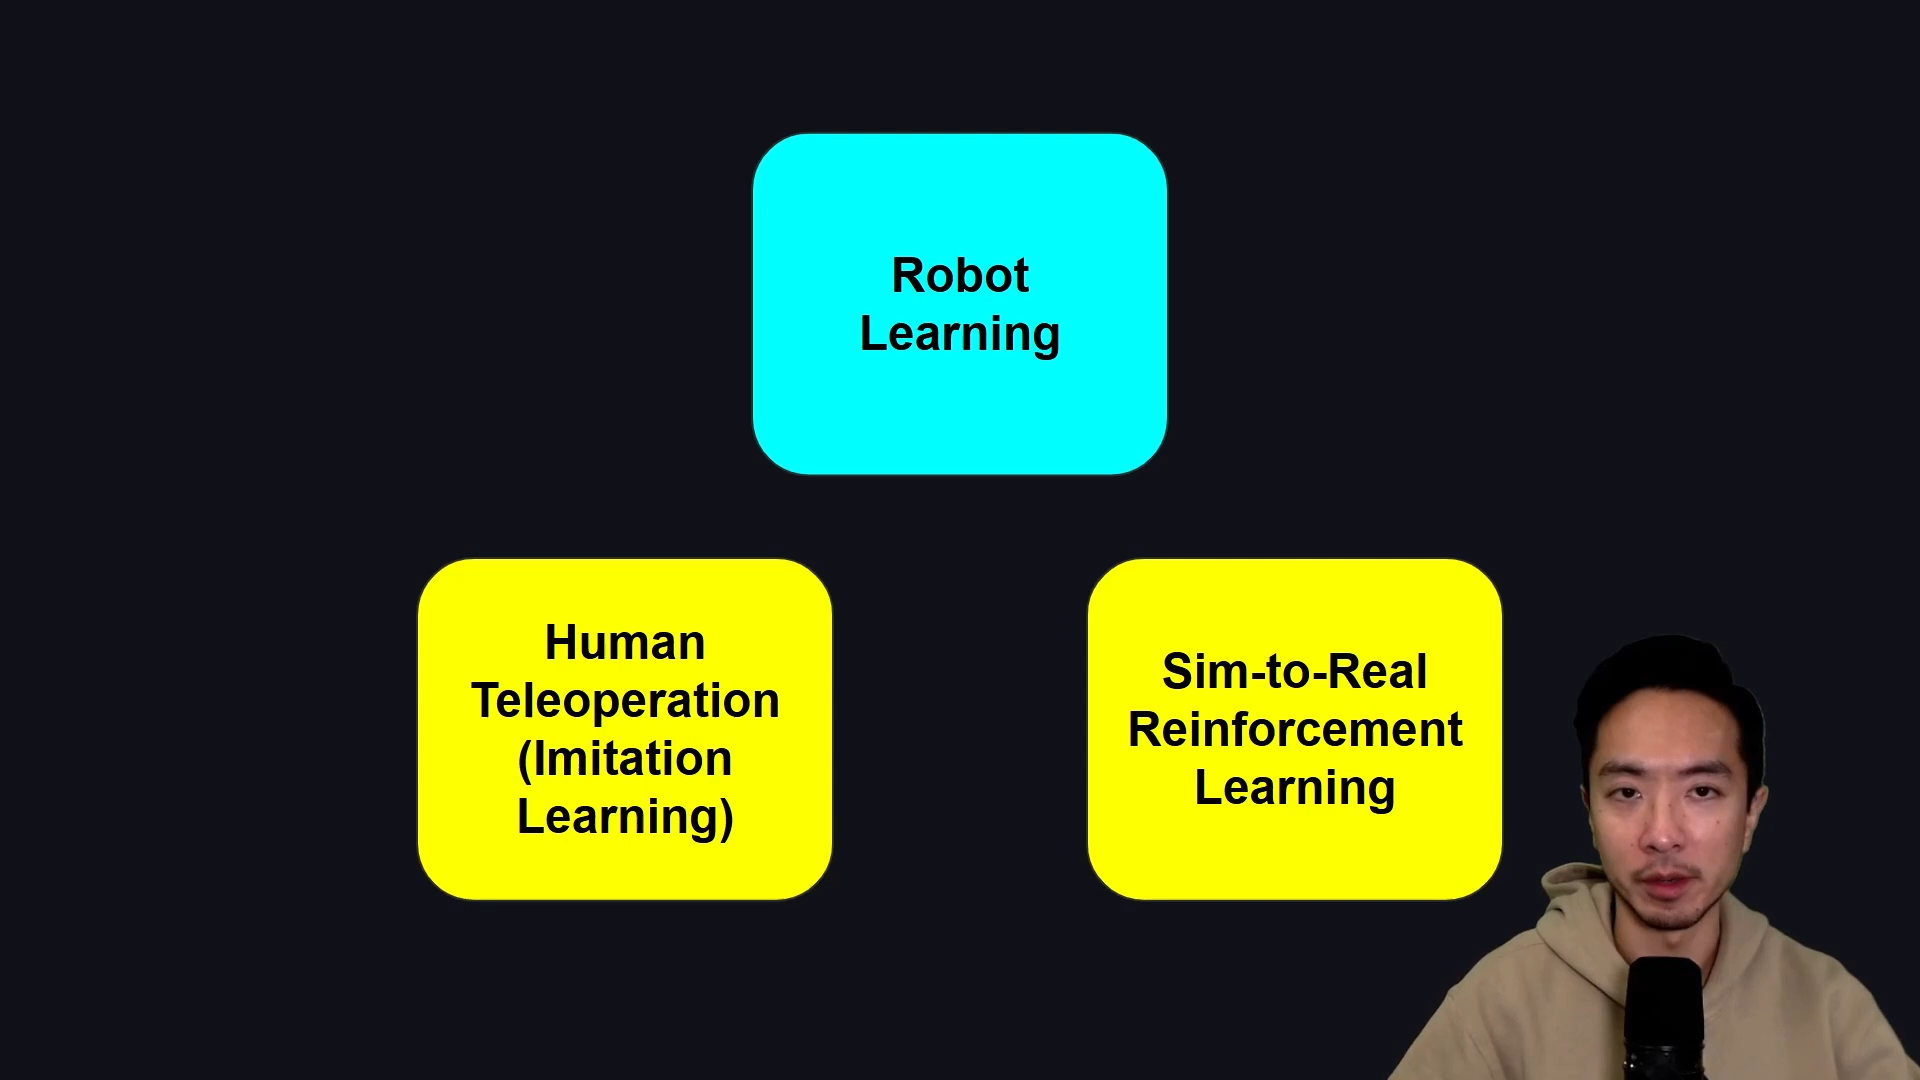 Robot
Learning
Human
Teleoperation
(Imitation
Learning)
Sim-to-Real
Reinforcement
Learning